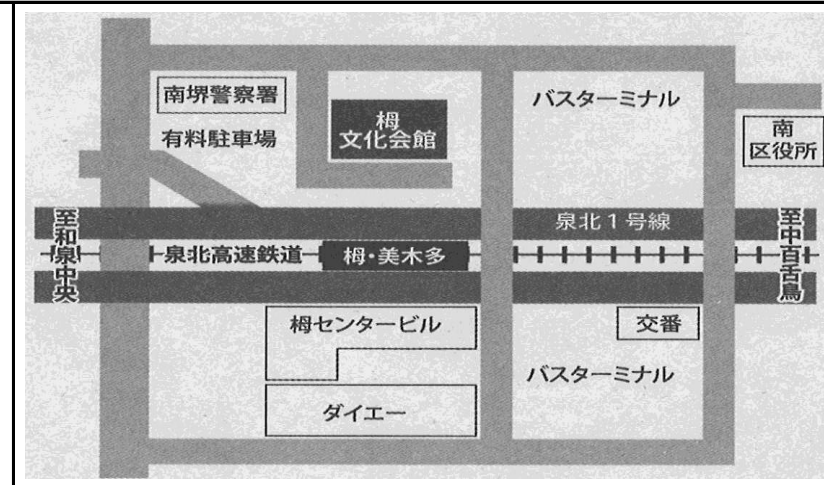 南堺警察署
有料駐車場
栂
文化会館
バスターミナル
南
区役所
泉北1号線
至和泉中央
泉北高速鉄道
栂・美木多
至中百舌鳥
栂センタービル
交番
バスターミナル
ダイエー